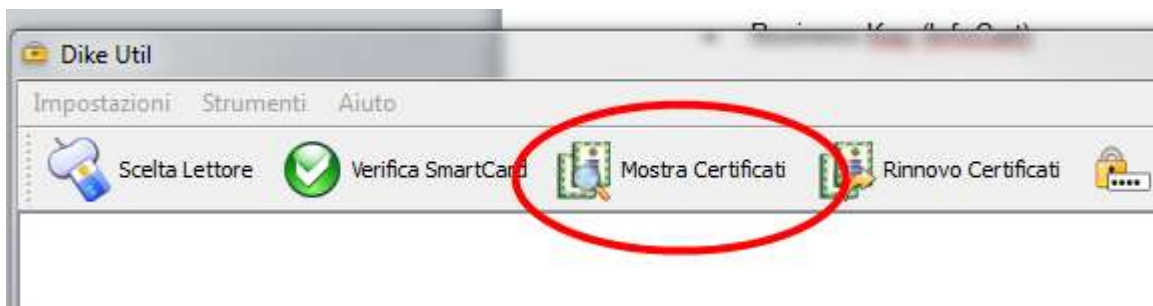 Dike Util
Impostazioni Strumenti Aiuto
Scelta Lettore Verifica SmartCard Mostra Certificati Rinnovo Certificati